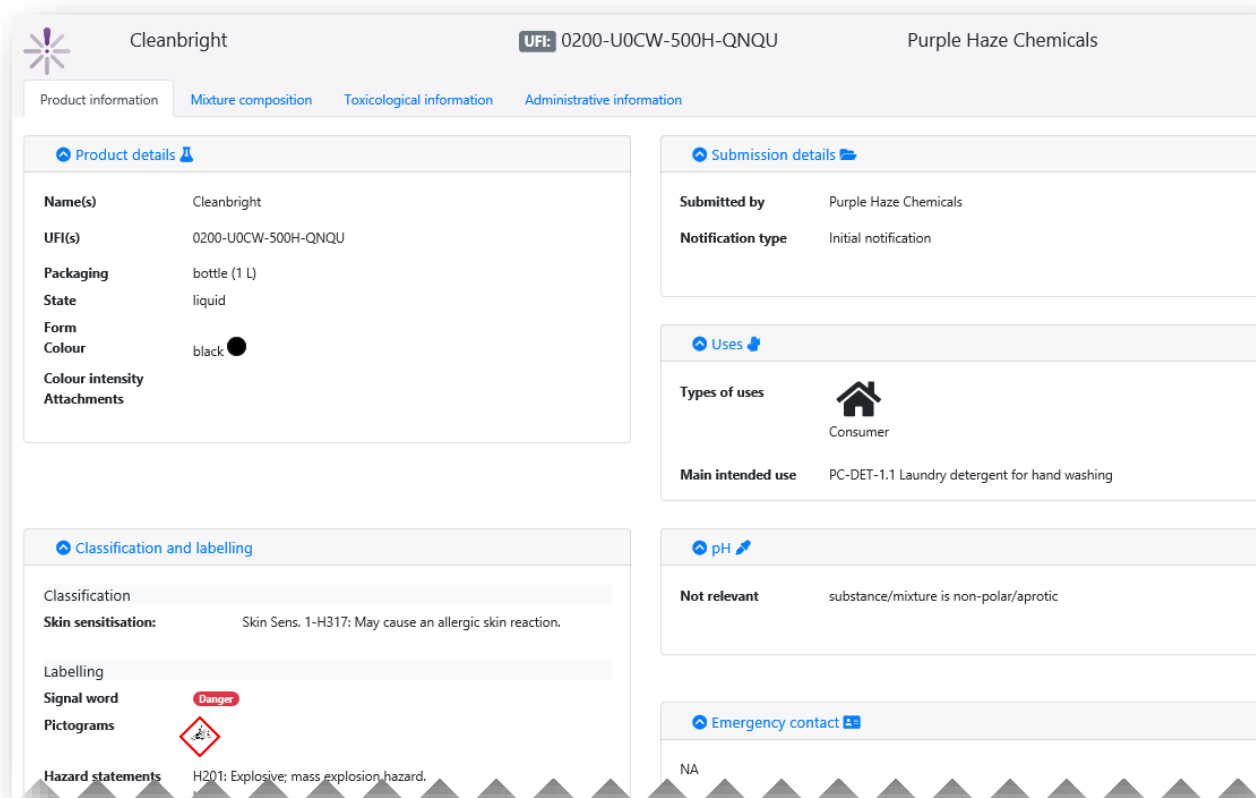 Cleanbright
UFI: 0200-U0CW-500H-QNQU
Purple Haze Chemicals
Product information
Mixture composition
Toxicological information
Administrative information
Product details
Name(s) Cleanbright
UFI(s) 0200-U0CW-500H-QNQU
Packaging bottle (1 L)
State liquid
Form
Colour black
Colour intensity
Attachments
Submission details
Submitted by Purple Haze Chemicals
Notification type Initial notification
Uses
Types of uses
Consumer
Main intended use PC-DET-1.1 Laundry detergent for hand washing
Classification and labelling
Classification
Skin sensitisation: Skin Sens. 1-H317: May cause an allergic skin reaction.
Labelling
Signal word Danger
Pictograms
Hazard statements H201: Explosive; mass explosion hazard.
pH
Not relevant substance/mixture is non-polar/aprotic
Emergency contact
NA